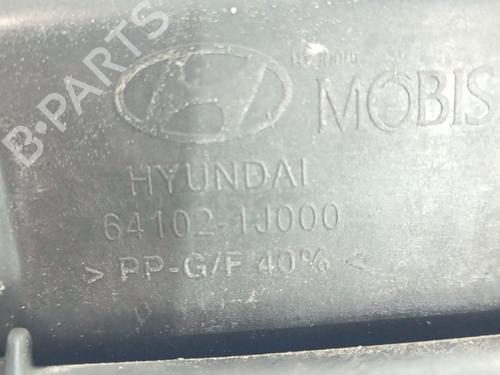 B-PARTS
MOBIS
HYUNDAI
64102-1J000
> PP-G/F 40% <